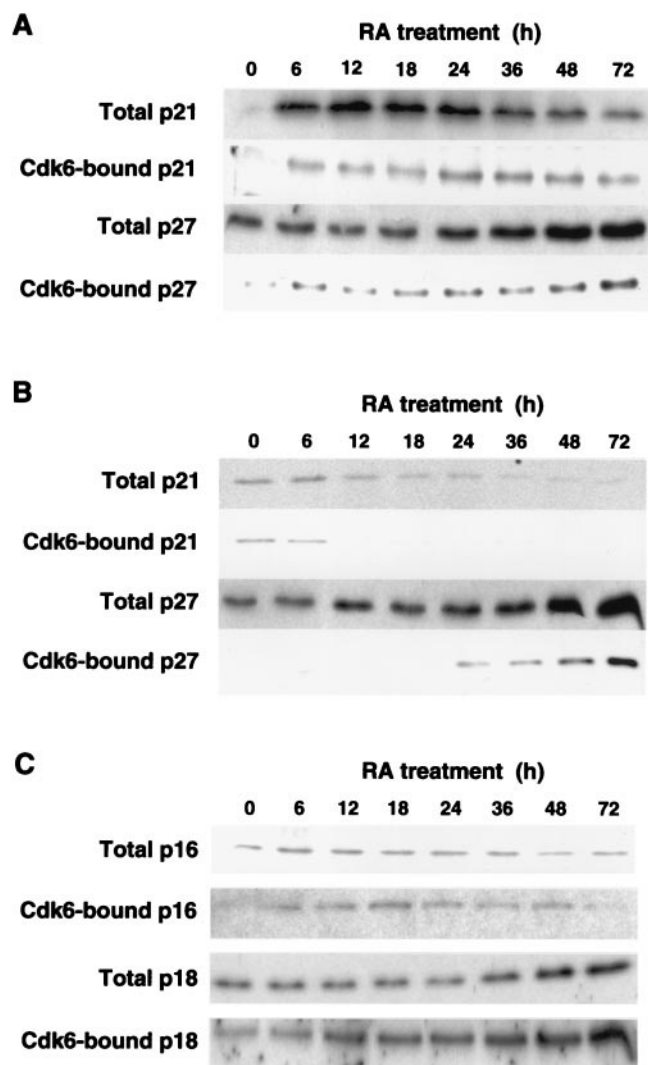 A
RA treatment (h)
0 6 12 18 24 36 48 72
Total p21
Cdk6-bound p21
Total p27
Cdk6-bound p27
B
RA treatment (h)
0 6 12 18 24 36 48 72
Total p21
Cdk6-bound p21
Total p27
Cdk6-bound p27
C
RA treatment (h)
0 6 12 18 24 36 48 72
Total p16
Cdk6-bound p16
Total p18
Cdk6-bound p18